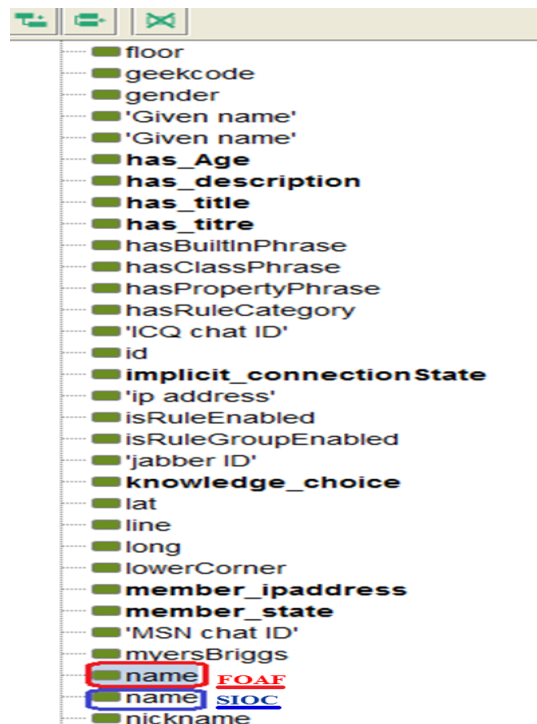 floor
geekcode
gender
'Given name'
'Given name'
has_Age
has_description
has_title
has_titre
hasBuiltInPhrase
hasClassPhrase
hasPropertyPhrase
hasRuleCategory
'ICQ chat ID'
id
implicit_connectionState
'ip address'
isRuleEnabled
isRuleGroupEnabled
'jabber ID'
knowledge_choice
lat
line
long
lowerCorner
member_ipaddress
member_state
'MSN chat ID'
myersBriggs
name FOAF
name SIOC
nickname